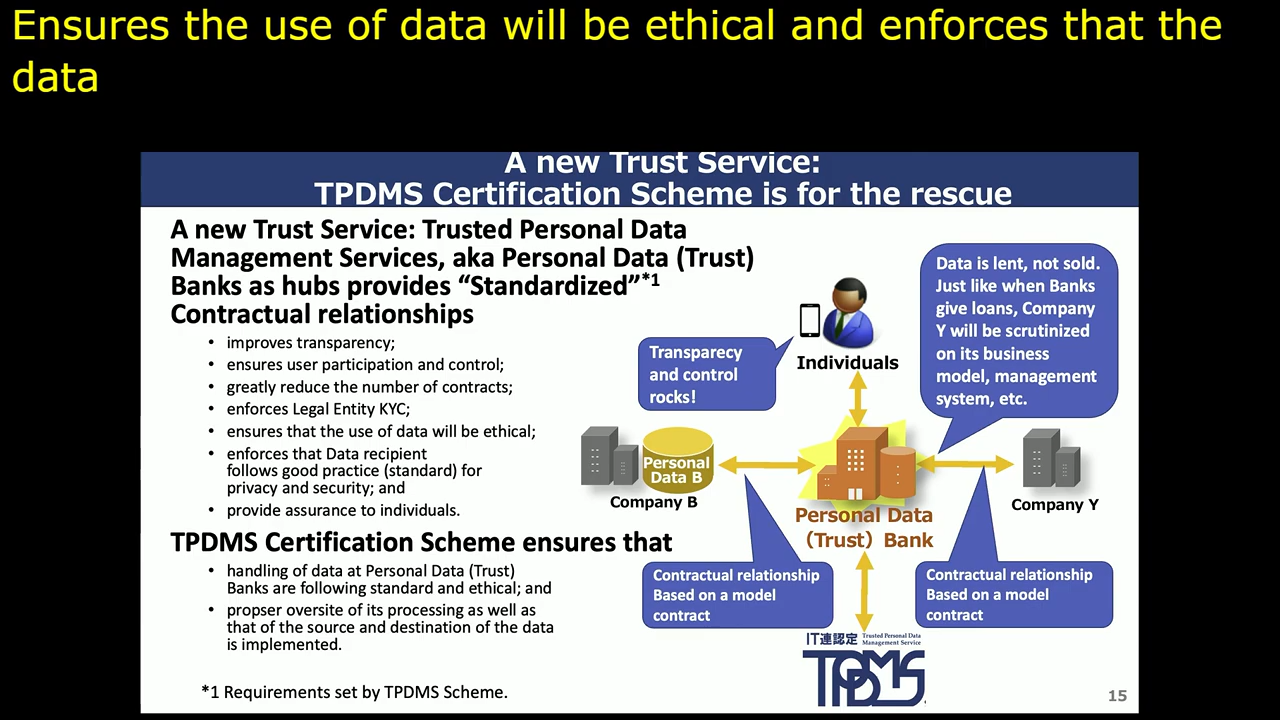 Ensures the use of data will be ethical and enforces that the
data
A new Trust Service:
TPDMS Certification Scheme is for the rescue
A new Trust Service: Trusted Personal Data
Management Services, aka Personal Data (Trust)
Banks as hubs provides “Standardized”*1
Contractual relationships
• improves transparency;
• ensures user participation and control;
• greatly reduce the number of contracts;
• enforces Legal Entity KYC;
• ensures that the use of data will be ethical;
• enforces that Data recipient
follows good practice (standard) for
privacy and security; and
• provide assurance to individuals.
TPDMS Certification Scheme ensures that
• handling of data at Personal Data (Trust)
Banks are following standard and ethical; and
• propser oversite of its processing as well as
that of the source and destination of the data
is implemented.
*1 Requirements set by TPDMS Scheme.
Transparecy
and control
rocks!
Individuals
Data is lent, not sold.
Just like when Banks
give loans, Company
Y will be scrutinized
on its business
model, management
system, etc.
Personal
Data B
Company B
Personal Data
（Trust）Bank
Company Y
Contractual relationship
Based on a model
contract
Contractual relationship
Based on a model
contract
IT連認定 Trusted Personal Data
Management Service
TPDMS
15